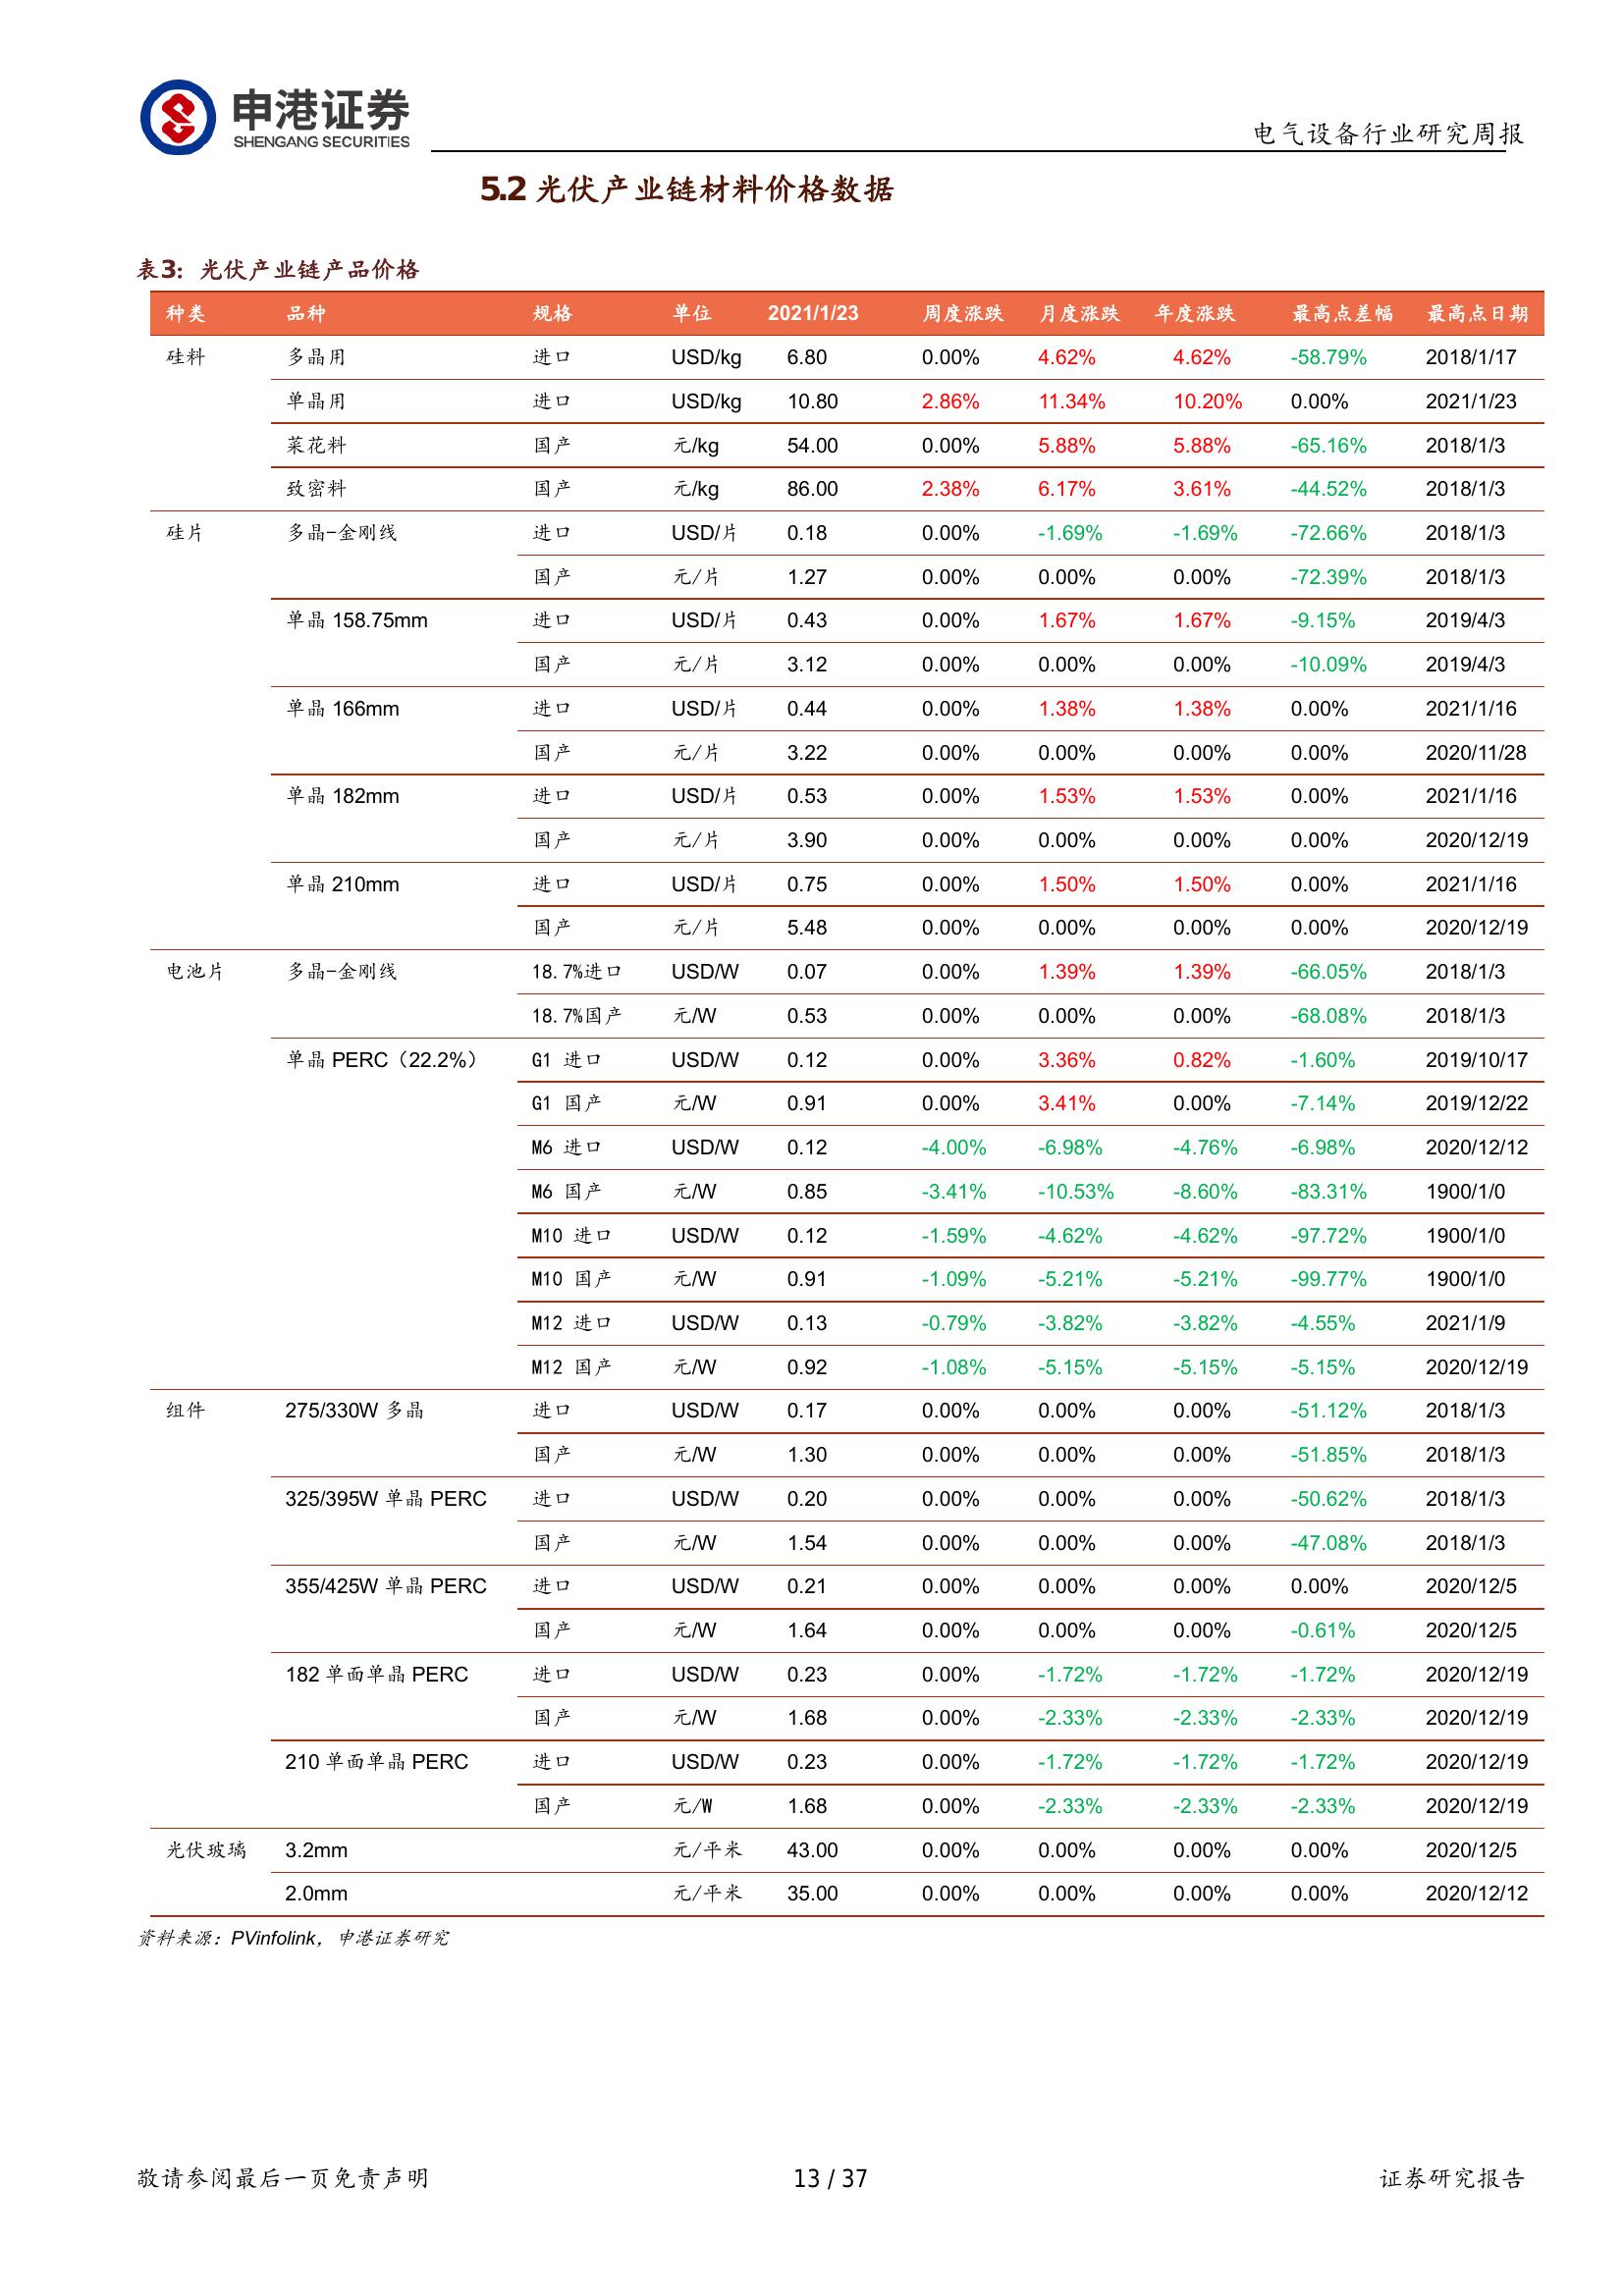 申港证券
SHENGANG SECURITIES
电气设备行业研究周报
5.2 光伏产业链材料价格数据
表3：光伏产业链产品价格
种类 品种 规格 单位 2021/1/23 周度涨跌 月度涨跌 年度涨跌 最高点差幅 最高点日期
硅料 多晶用 进口 USD/kg 6.80 0.00% 4.62% 4.62% -58.79% 2018/1/17
单晶用 进口 USD/kg 10.80 2.86% 11.34% 10.20% 0.00% 2021/1/23
菜花料 国产 元/kg 54.00 0.00% 5.88% 5.88% -65.16% 2018/1/3
致密料 国产 元/kg 86.00 2.38% 6.17% 3.61% -44.52% 2018/1/3
硅片 多晶-金刚线 进口 USD/片 0.18 0.00% -1.69% -1.69% -72.66% 2018/1/3
国产 元/片 1.27 0.00% 0.00% 0.00% -72.39% 2018/1/3
单晶 158.75mm 进口 USD/片 0.43 0.00% 1.67% 1.67% -9.15% 2019/4/3
国产 元/片 3.12 0.00% 0.00% 0.00% -10.09% 2019/4/3
单晶 166mm 进口 USD/片 0.44 0.00% 1.38% 1.38% 0.00% 2021/1/16
国产 元/片 3.22 0.00% 0.00% 0.00% 0.00% 2020/11/28
单晶 182mm 进口 USD/片 0.53 0.00% 1.53% 1.53% 0.00% 2021/1/16
国产 元/片 3.90 0.00% 0.00% 0.00% 0.00% 2020/12/19
单晶 210mm 进口 USD/片 0.75 0.00% 1.50% 1.50% 0.00% 2021/1/16
国产 元/片 5.48 0.00% 0.00% 0.00% 0.00% 2020/12/19
电池片 多晶-金刚线 18.7%进口 USD/W 0.07 0.00% 1.39% 1.39% -66.05% 2018/1/3
18.7%国产 元/W 0.53 0.00% 0.00% 0.00% -68.08% 2018/1/3
单晶 PERC（22.2%） G1 进口 USD/W 0.12 0.00% 3.36% 0.82% -1.60% 2019/10/17
G1 国产 元/W 0.91 0.00% 3.41% 0.00% -7.14% 2019/12/22
M6 进口 USD/W 0.12 -4.00% -6.98% -4.76% -6.98% 2020/12/12
M6 国产 元/W 0.85 -3.41% -10.53% -8.60% -83.31% 1900/1/0
M10 进口 USD/W 0.12 -1.59% -4.62% -4.62% -97.72% 1900/1/0
M10 国产 元/W 0.91 -1.09% -5.21% -5.21% -99.77% 1900/1/0
M12 进口 USD/W 0.13 -0.79% -3.82% -3.82% -4.55% 2021/1/9
M12 国产 元/W 0.92 -1.08% -5.15% -5.15% -5.15% 2020/12/19
组件 275/330W 多晶 进口 USD/W 0.17 0.00% 0.00% 0.00% -51.12% 2018/1/3
国产 元/W 1.30 0.00% 0.00% 0.00% -51.85% 2018/1/3
325/395W 单晶 PERC 进口 USD/W 0.20 0.00% 0.00% 0.00% -50.62% 2018/1/3
国产 元/W 1.54 0.00% 0.00% 0.00% -47.08% 2018/1/3
355/425W 单晶 PERC 进口 USD/W 0.21 0.00% 0.00% 0.00% 0.00% 2020/12/5
国产 元/W 1.64 0.00% 0.00% 0.00% -0.61% 2020/12/5
182 单面单晶 PERC 进口 USD/W 0.23 0.00% -1.72% -1.72% -1.72% 2020/12/19
国产 元/W 1.68 0.00% -2.33% -2.33% -2.33% 2020/12/19
210 单面单晶 PERC 进口 USD/W 0.23 0.00% -1.72% -1.72% -1.72% 2020/12/19
国产 元/W 1.68 0.00% -2.33% -2.33% -2.33% 2020/12/19
光伏玻璃 3.2mm 元/平米 43.00 0.00% 0.00% 0.00% 0.00% 2020/12/5
2.0mm 元/平米 35.00 0.00% 0.00% 0.00% 0.00% 2020/12/12
资料来源：PVinfolink，申港证券研究
敬请参阅最后一页免责声明 13 / 37 证券研究报告